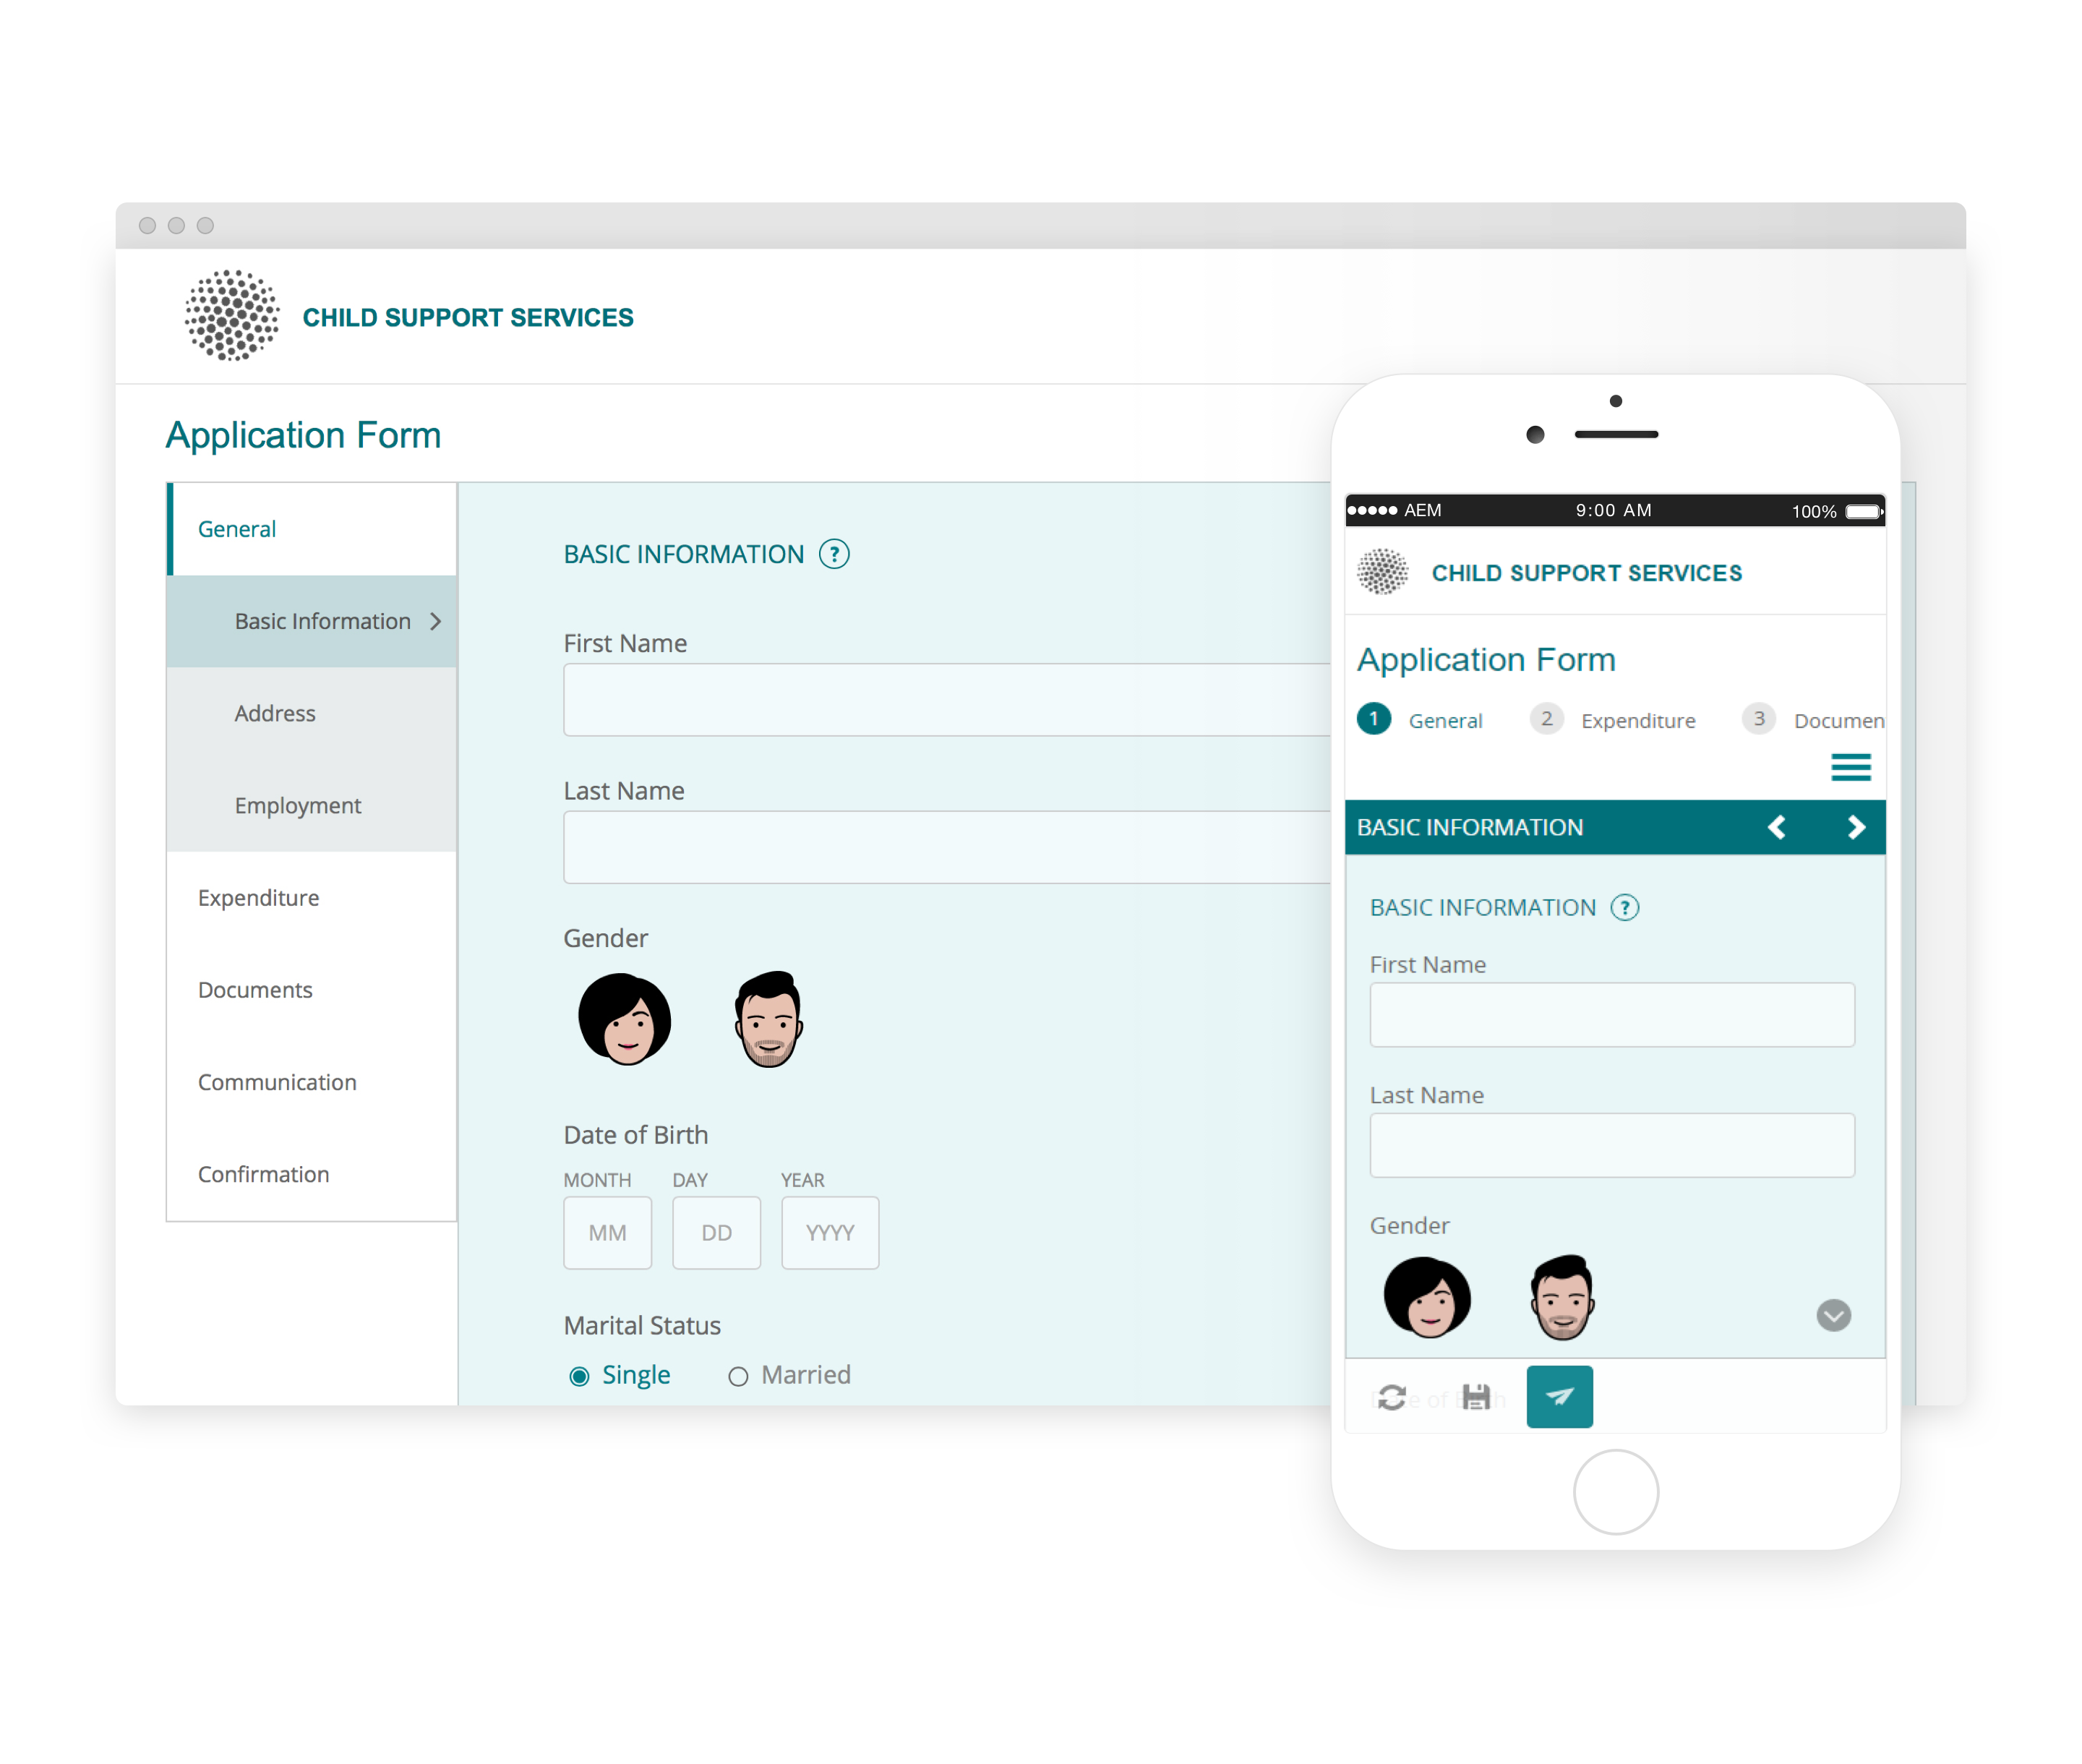 CHILD SUPPORT SERVICES
Application Form
General
Basic Information
Address
Employment
Expenditure
Documents
Communication
Confirmation
BASIC INFORMATION ?
First Name
Last Name
Gender
Date of Birth
MONTH DAY YEAR
MM DD YYYY
Marital Status
Single Married
AEM 9:00 AM 100%
CHILD SUPPORT SERVICES
Application Form
1 General 2 Expenditure 3 Documen
BASIC INFORMATION
BASIC INFORMATION ?
First Name
Last Name
Gender